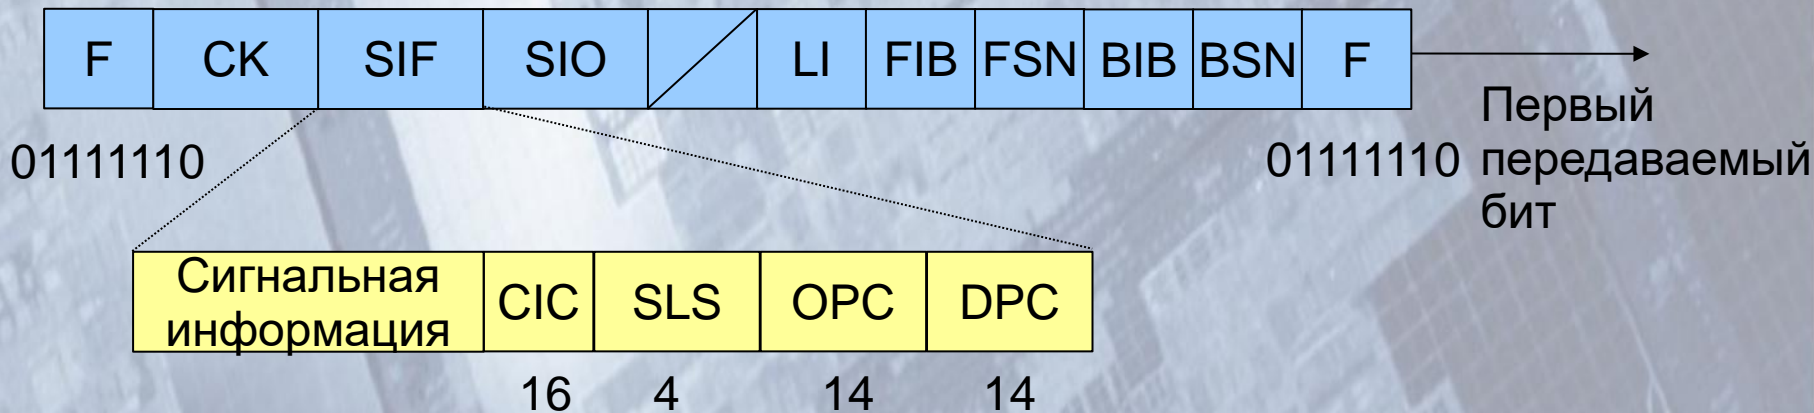 F CK SIF SIO LI FIB FSN BIB BSN F
Первый
передаваемый
бит
01111110
01111110
Сигнальная
информация
CIC SLS OPC DPC
16 4 14 14